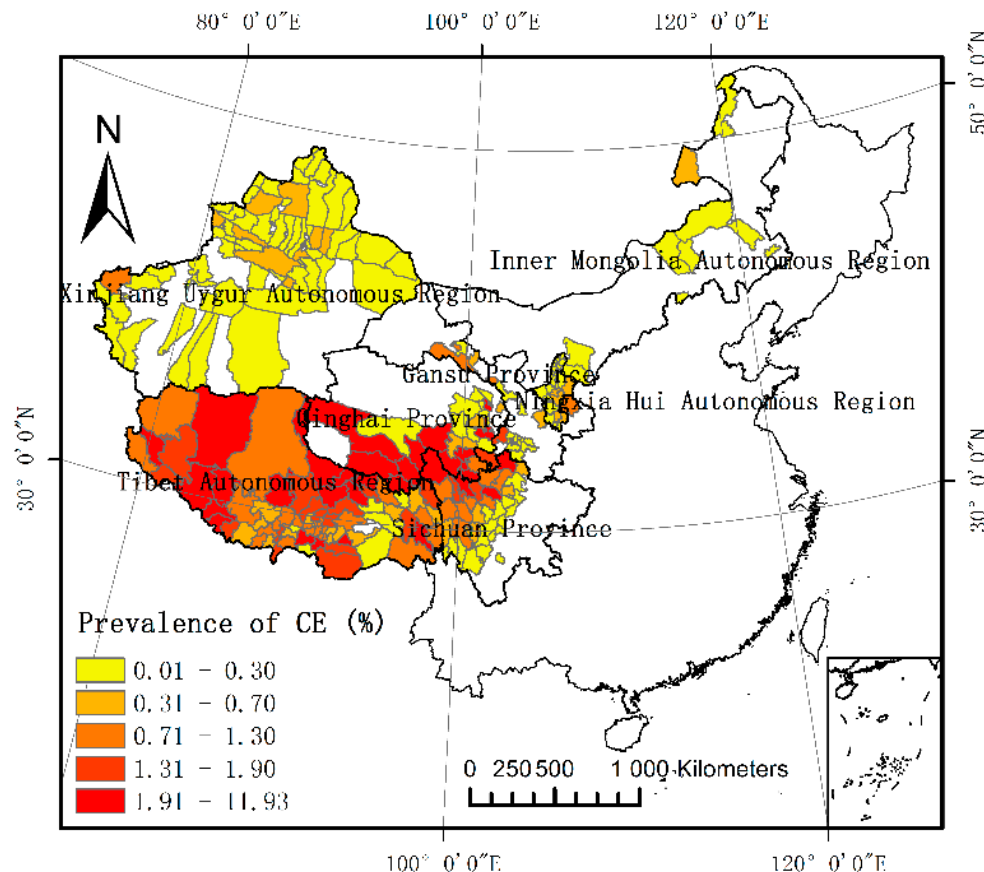 80° 0'0"E 100° 0'0"E 120° 0'0"E
50° 0'0"N
N
Inner Mongolia Autonomous Region
Xinjiang Uygur Autonomous Region
Gansu Province
Ningxia Hui Autonomous Region
Qinghai Province
30° 0'0"N
Tibet Autonomous Region
30° 0'0"N
Sichuan Province
Prevalence of CE (%)
0.01 - 0.30
0.31 - 0.70
0.71 - 1.30
1.31 - 1.90
1.91 - 11.93
0 250 500 1 000 Kilometers
100° 0'0"E 120° 0'0"E